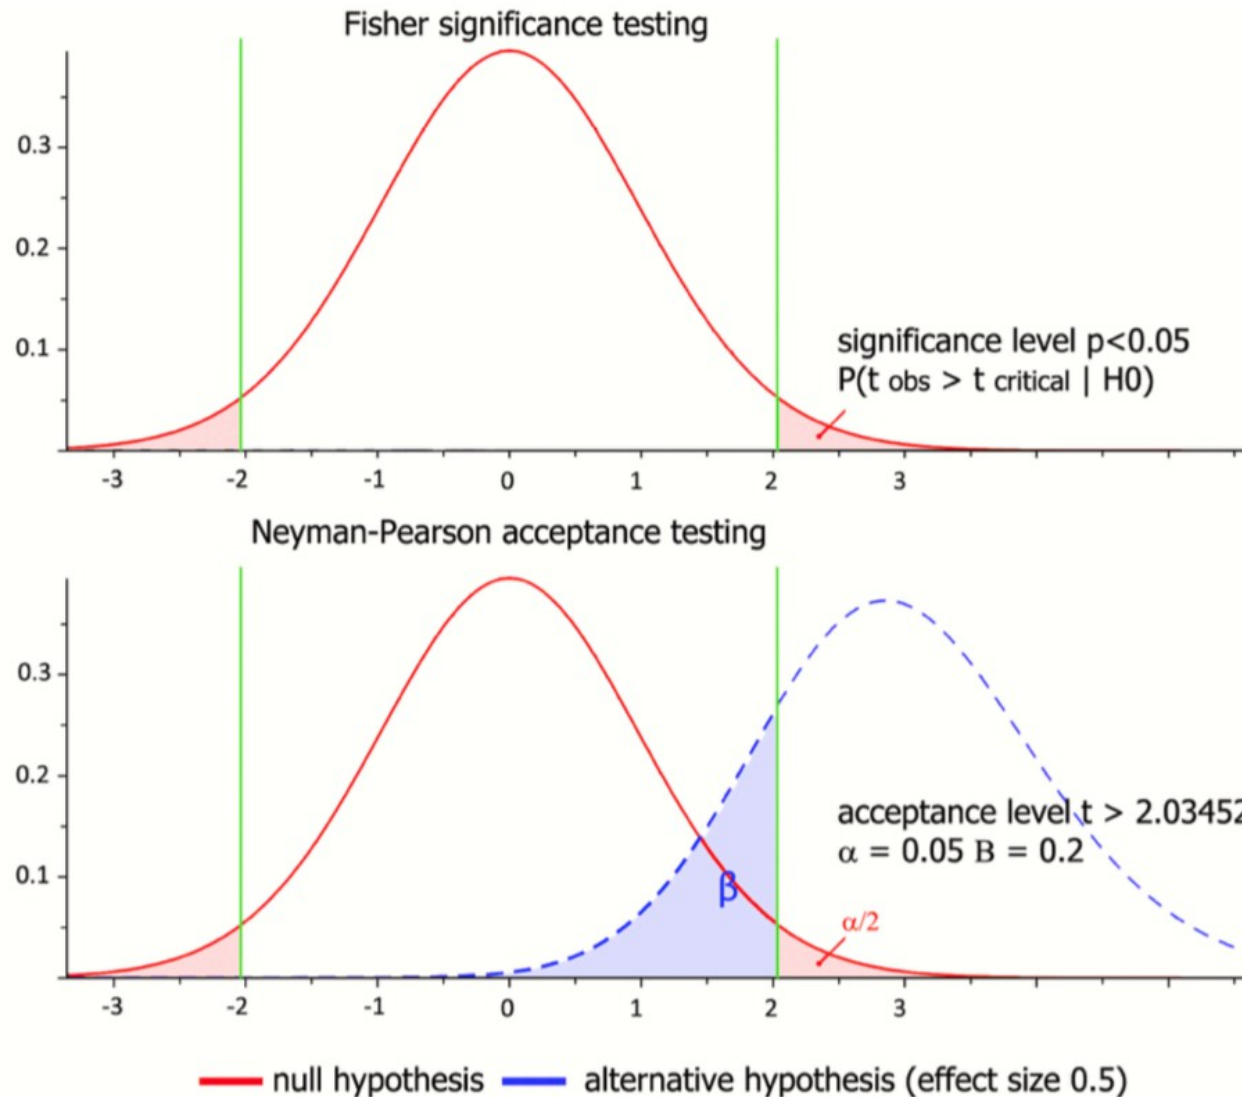 Fisher significance testing
0.3
0.2
0.1
significance level p<0.05
P(t obs > t critical | H0)
-3 -2 -1 0 1 2 3
Neyman-Pearson acceptance testing
0.3
0.2
0.1
acceptance level t > 2.03452
α = 0.05 B = 0.2
β
α/2
-3 -2 -1 0 1 2 3
null hypothesis alternative hypothesis (effect size 0.5)